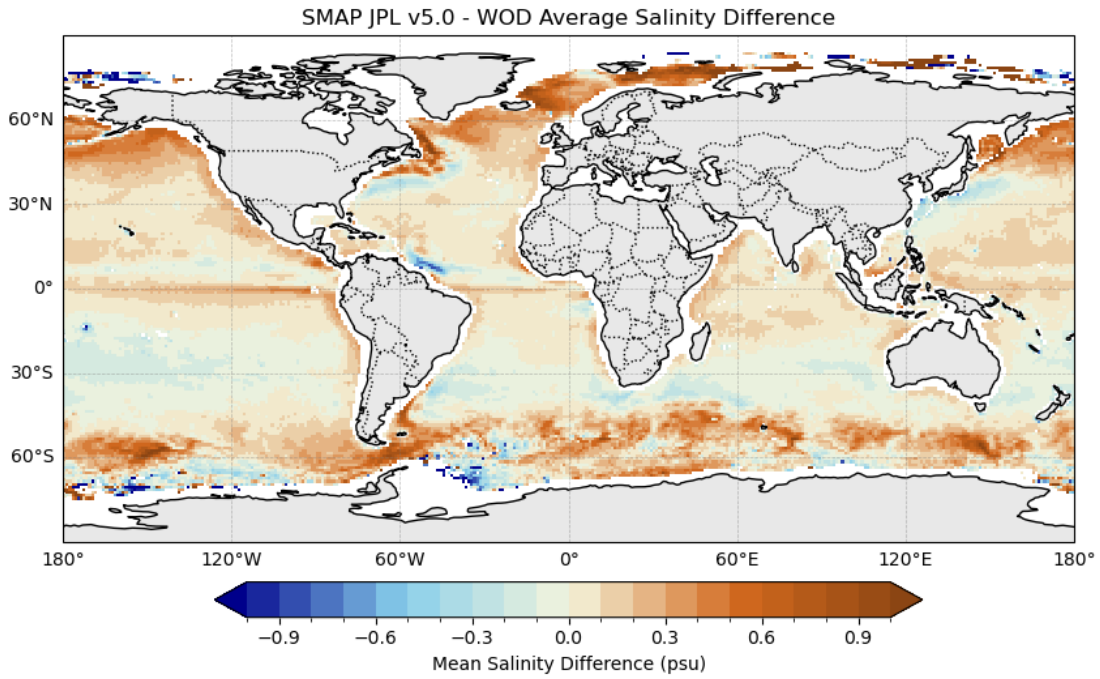 SMAP JPL v5.0 - WOD Average Salinity Difference
60°N
30°N
0°
30°S
60°S
180° 120°W 60°W 0° 60°E 120°E 180°
−0.9 −0.6 −0.3 0.0 0.3 0.6 0.9
Mean Salinity Difference (psu)